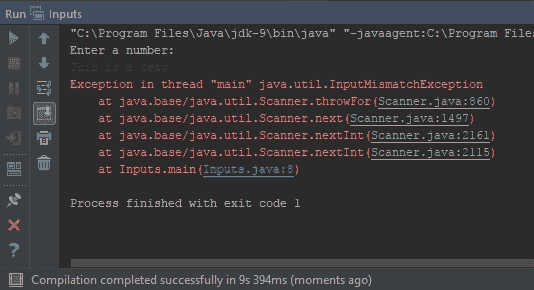 Run Inputs
"C:\Program Files\Java\jdk-9\bin\java" "-javaagent:C:\Program Files
Enter a number:
This is a text
Exception in thread "main" java.util.InputMismatchException
at java.base/java.util.Scanner.throwFor(Scanner.java:860)
at java.base/java.util.Scanner.next(Scanner.java:1497)
at java.base/java.util.Scanner.nextInt(Scanner.java:2161)
at java.base/java.util.Scanner.nextInt(Scanner.java:2115)
at Inputs.main(Inputs.java:8)
Process finished with exit code 1
Compilation completed successfully in 9s 394ms (moments ago)